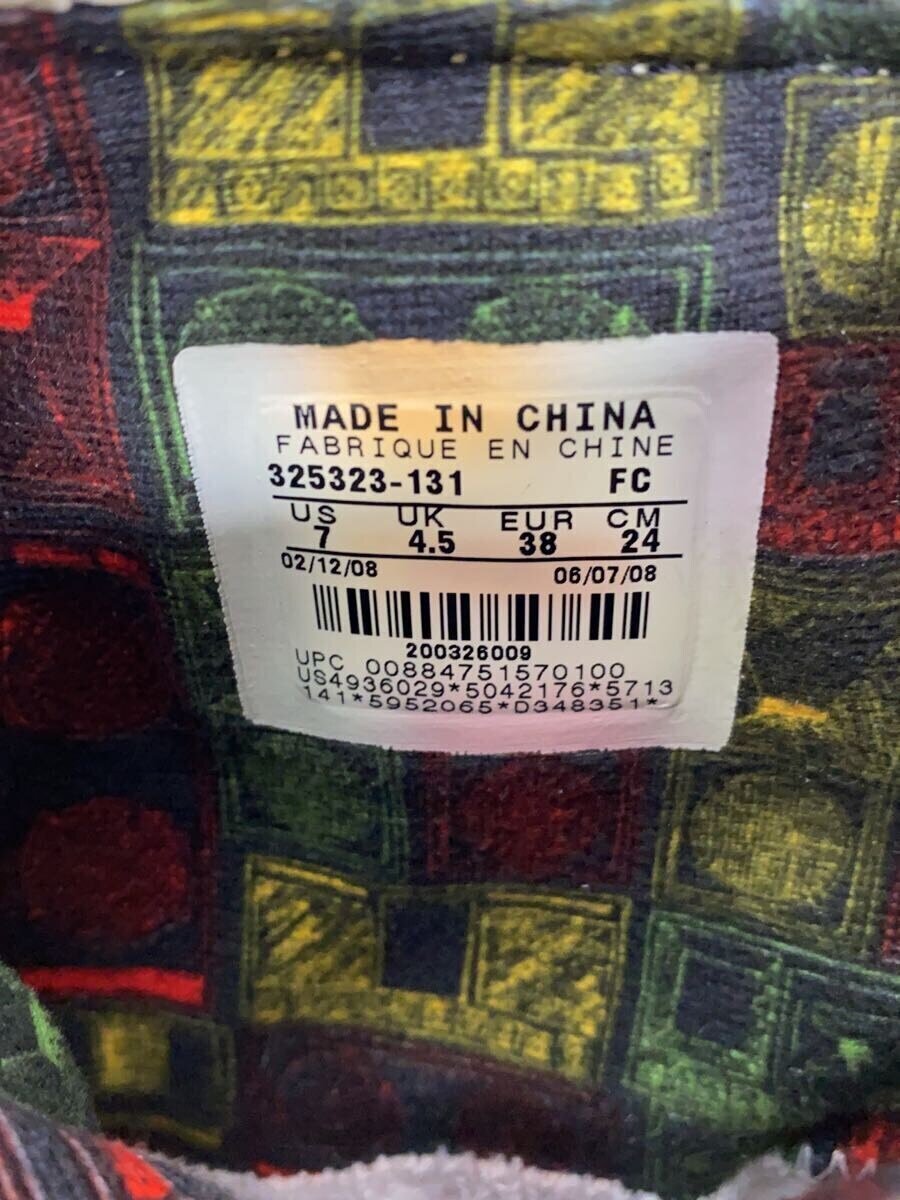 MADE IN CHINA
FABRIQUE EN CHINE
325323-131 FC
US UK EUR CM
7 4.5 38 24
02/12/08 06/07/08
200326009
UPC 00884751570100
US4936029*5042176*5713
141*5952065*D348351*